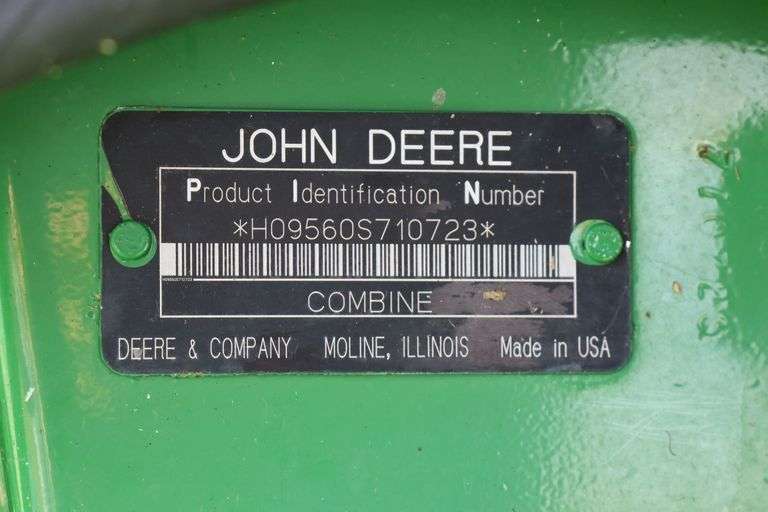 JOHN DEERE
Product Identification Number
*H09560S710723*
COMBINE
DEERE & COMPANY MOLINE, ILLINOIS Made in USA